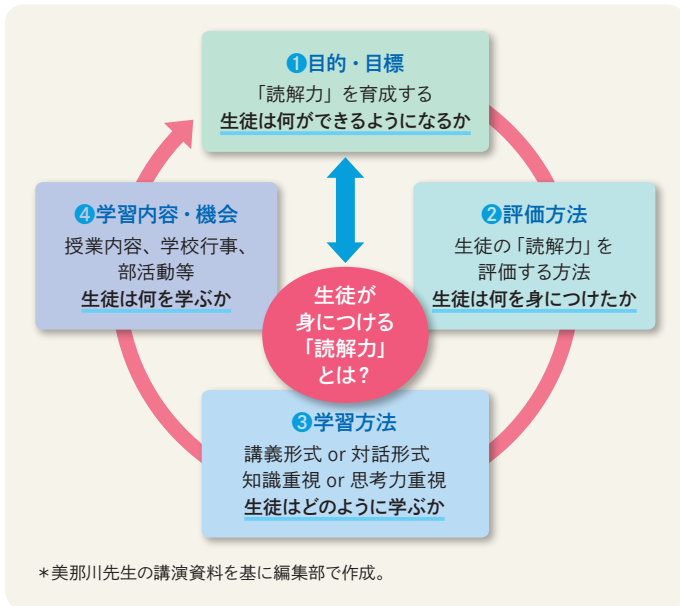 ❶目的・目標
「読解力」を育成する
生徒は何ができるようになるか
❷評価方法
生徒の「読解力」を
評価する方法
生徒は何を身につけたか
❸学習方法
講義形式 or 対話形式
知識重視 or 思考力重視
生徒はどのように学ぶか
❹学習内容・機会
授業内容、学校行事、
部活動等
生徒は何を学ぶか
生徒が
身につける
「読解力」
とは?
＊美那川先生の講演資料を基に編集部で作成。